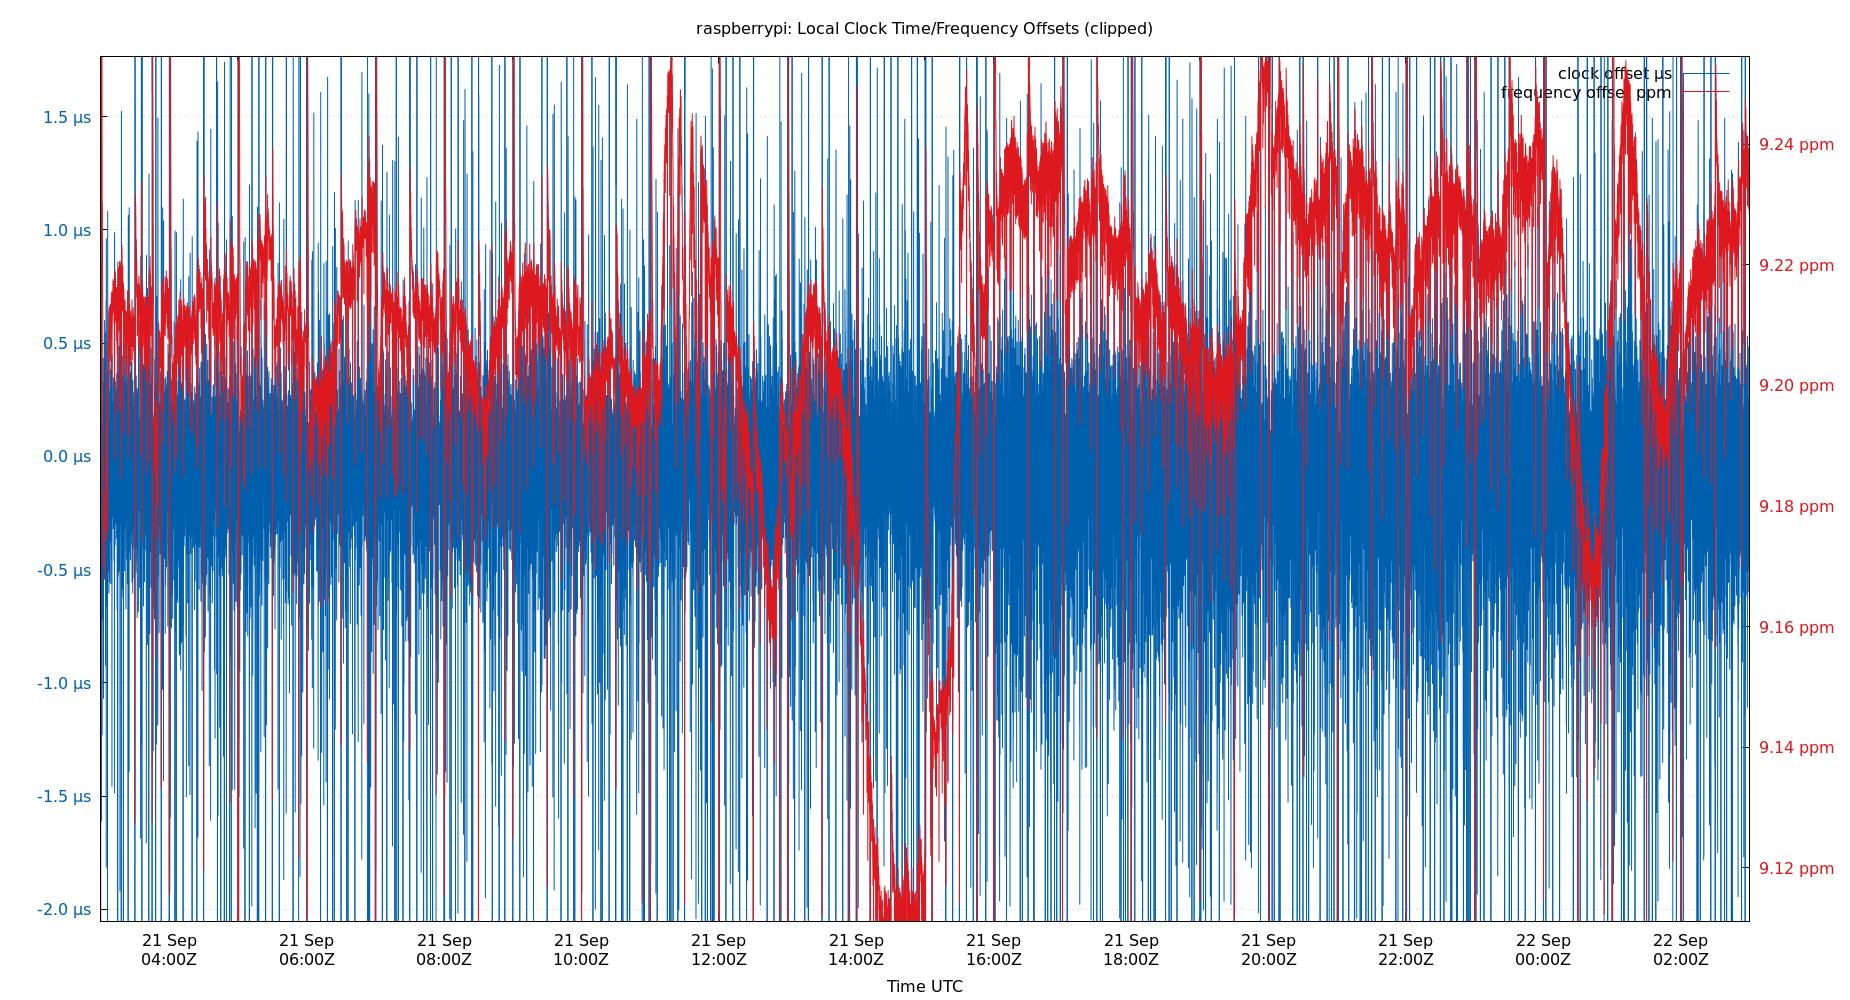 raspberrypi: Local Clock Time/Frequency Offsets (clipped)
clock offset µs
frequency offset ppm
1.5 µs
1.0 µs
0.5 µs
0.0 µs
-0.5 µs
-1.0 µs
-1.5 µs
-2.0 µs
9.24 ppm
9.22 ppm
9.20 ppm
9.18 ppm
9.16 ppm
9.14 ppm
9.12 ppm
21 Sep 21 Sep 21 Sep 21 Sep 21 Sep 21 Sep 21 Sep 21 Sep 21 Sep 21 Sep 22 Sep 22 Sep
04:00Z 06:00Z 08:00Z 10:00Z 12:00Z 14:00Z 16:00Z 18:00Z 20:00Z 22:00Z 00:00Z 02:00Z
Time UTC